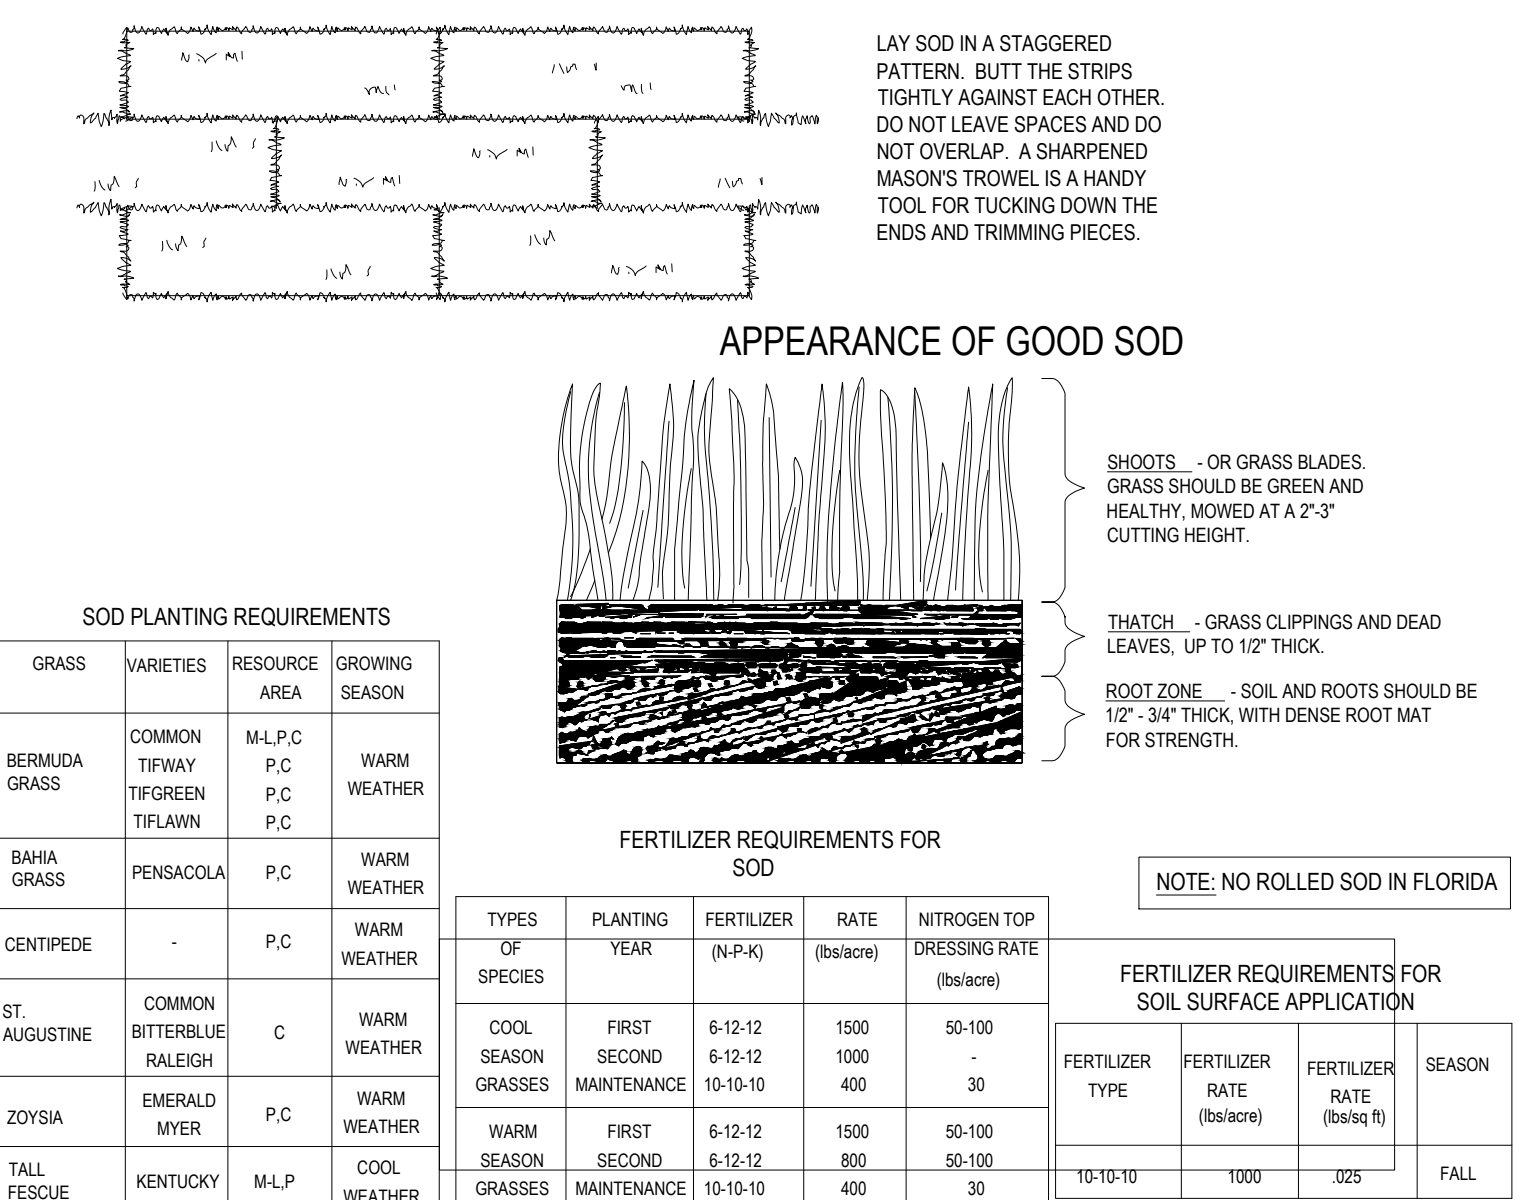 LAY SOD IN A STAGGERED
PATTERN. BUTT THE STRIPS
TIGHTLY AGAINST EACH OTHER.
DO NOT LEAVE SPACES AND DO
NOT OVERLAP. A SHARPENED
MASON'S TROWEL IS A HANDY
TOOL FOR TUCKING DOWN THE
ENDS AND TRIMMING PIECES.
APPEARANCE OF GOOD SOD
SHOOTS - OR GRASS BLADES.
GRASS SHOULD BE GREEN AND
HEALTHY, MOWED AT A 2"-3"
CUTTING HEIGHT.
THATCH - GRASS CLIPPINGS AND DEAD
LEAVES, UP TO 1/2" THICK.
ROOT ZONE - SOIL AND ROOTS SHOULD BE
1/2" - 3/4" THICK, WITH DENSE ROOT MAT
FOR STRENGTH.
SOD PLANTING REQUIREMENTS
GRASS VARIETIES RESOURCE GROWING
AREA SEASON
COMMON M-L,P,C
BERMUDA TIFWAY P,C WARM
GRASS TIFGREEN P,C WEATHER
TIFLAWN P,C
BAHIA WARM
GRASS PENSACOLA P,C WEATHER
CENTIPEDE - P,C WARM
WEATHER
ST. COMMON
AUGUSTINE BITTERBLUE C WARM
RALEIGH WEATHER
ZOYSIA EMERALD P,C WARM
MYER WEATHER
TALL KENTUCKY M-L,P COOL
FESCUE WEATHER
FERTILIZER REQUIREMENTS FOR
SOD
TYPES PLANTING FERTILIZER RATE NITROGEN TOP
OF YEAR (N-P-K) (lbs/acre) DRESSING RATE
SPECIES (lbs/acre)
COOL FIRST 6-12-12 1500 50-100
SEASON SECOND 6-12-12 1000 -
GRASSES MAINTENANCE 10-10-10 400 30
WARM FIRST 6-12-12 1500 50-100
SEASON SECOND 6-12-12 800 50-100
GRASSES MAINTENANCE 10-10-10 400 30
NOTE: NO ROLLED SOD IN FLORIDA
FERTILIZER REQUIREMENTS FOR
SOIL SURFACE APPLICATION
FERTILIZER FERTILIZER FERTILIZER SEASON
TYPE RATE RATE
(lbs/acre) (lbs/sq ft)
10-10-10 1000 .025 FALL